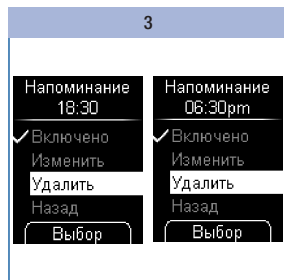 3
Напоминание
18:30
Включено
Изменить
Удалить
Назад
Выбор
Напоминание
06:30pm
Включено
Изменить
Удалить
Назад
Выбор